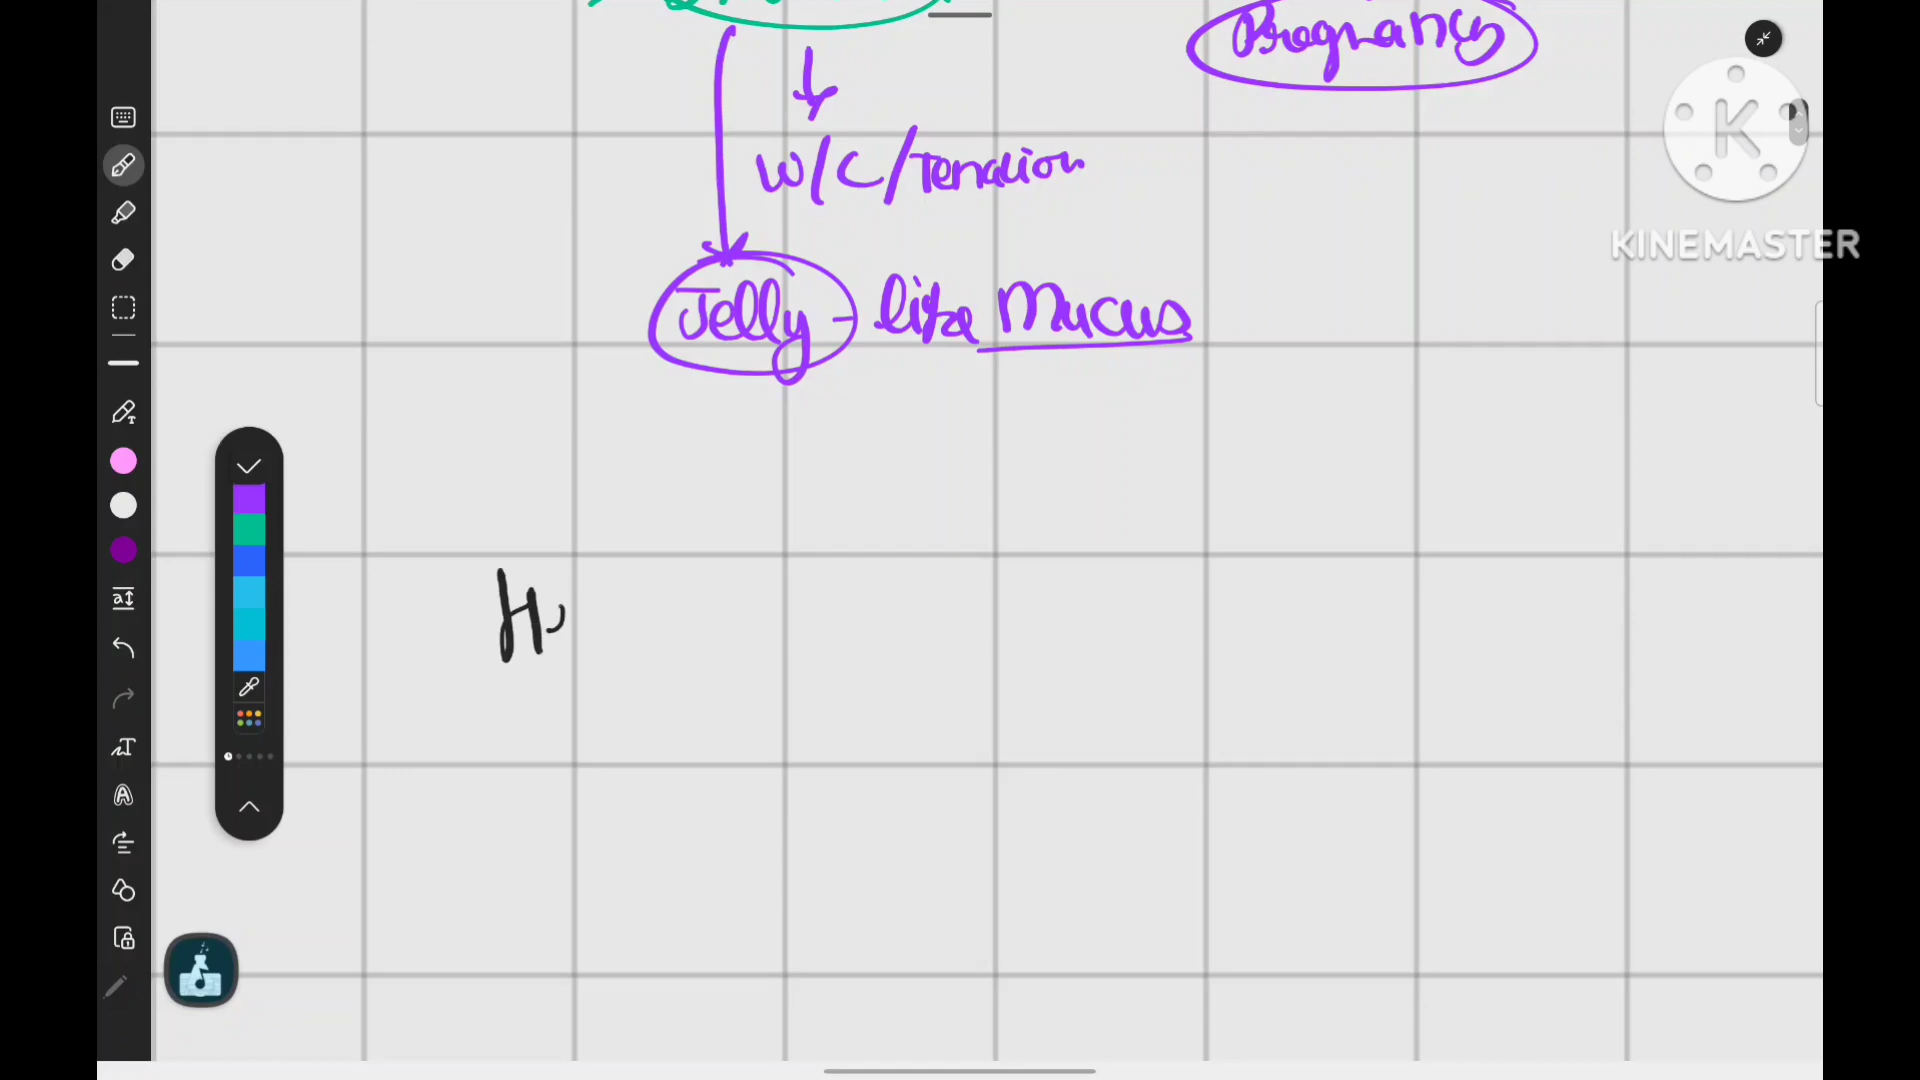 Pregnancy
W/C/Tension
KINEMASTER
Jelly - like Mucus
H